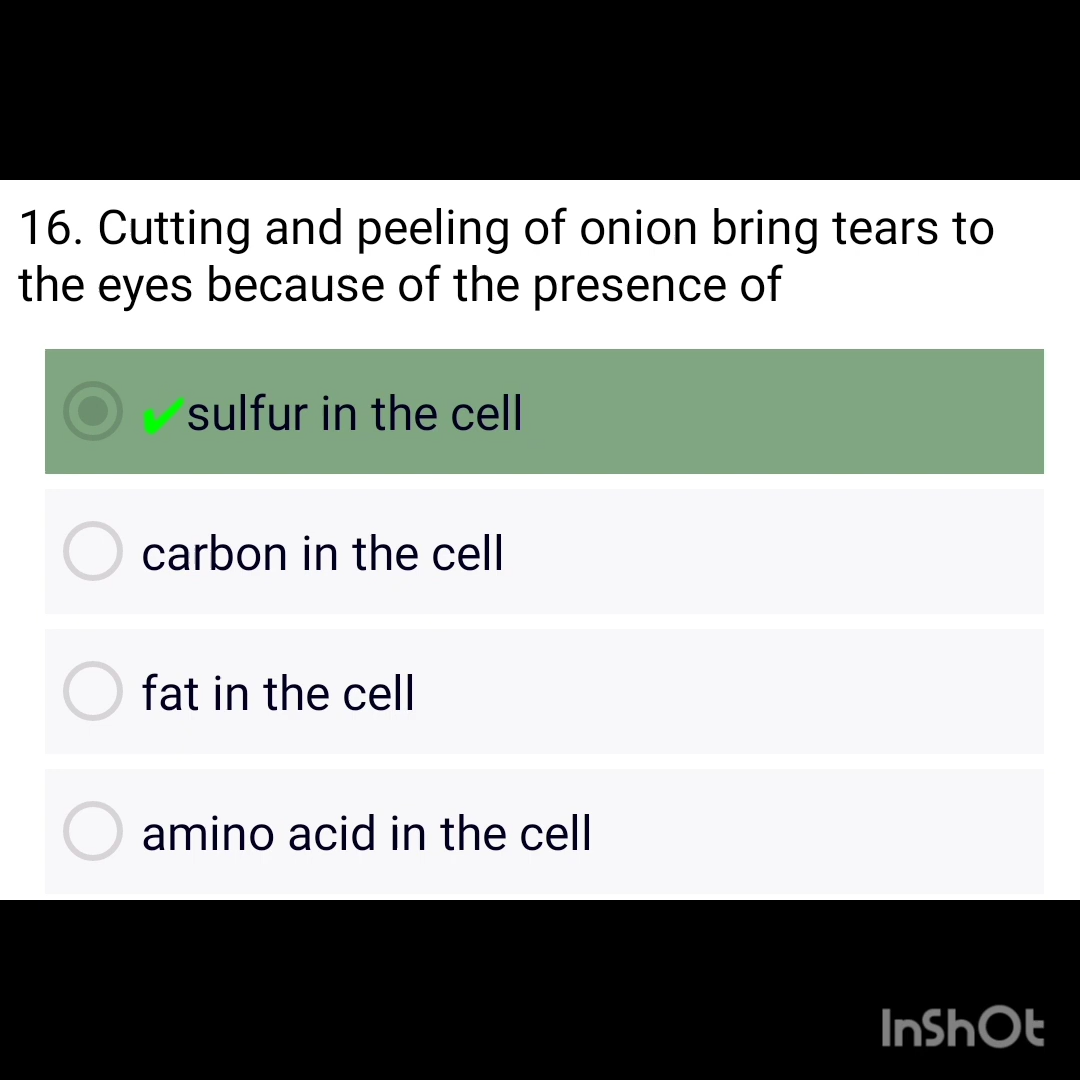 16. Cutting and peeling of onion bring tears to
the eyes because of the presence of
✔sulfur in the cell
carbon in the cell
fat in the cell
amino acid in the cell
InShOt